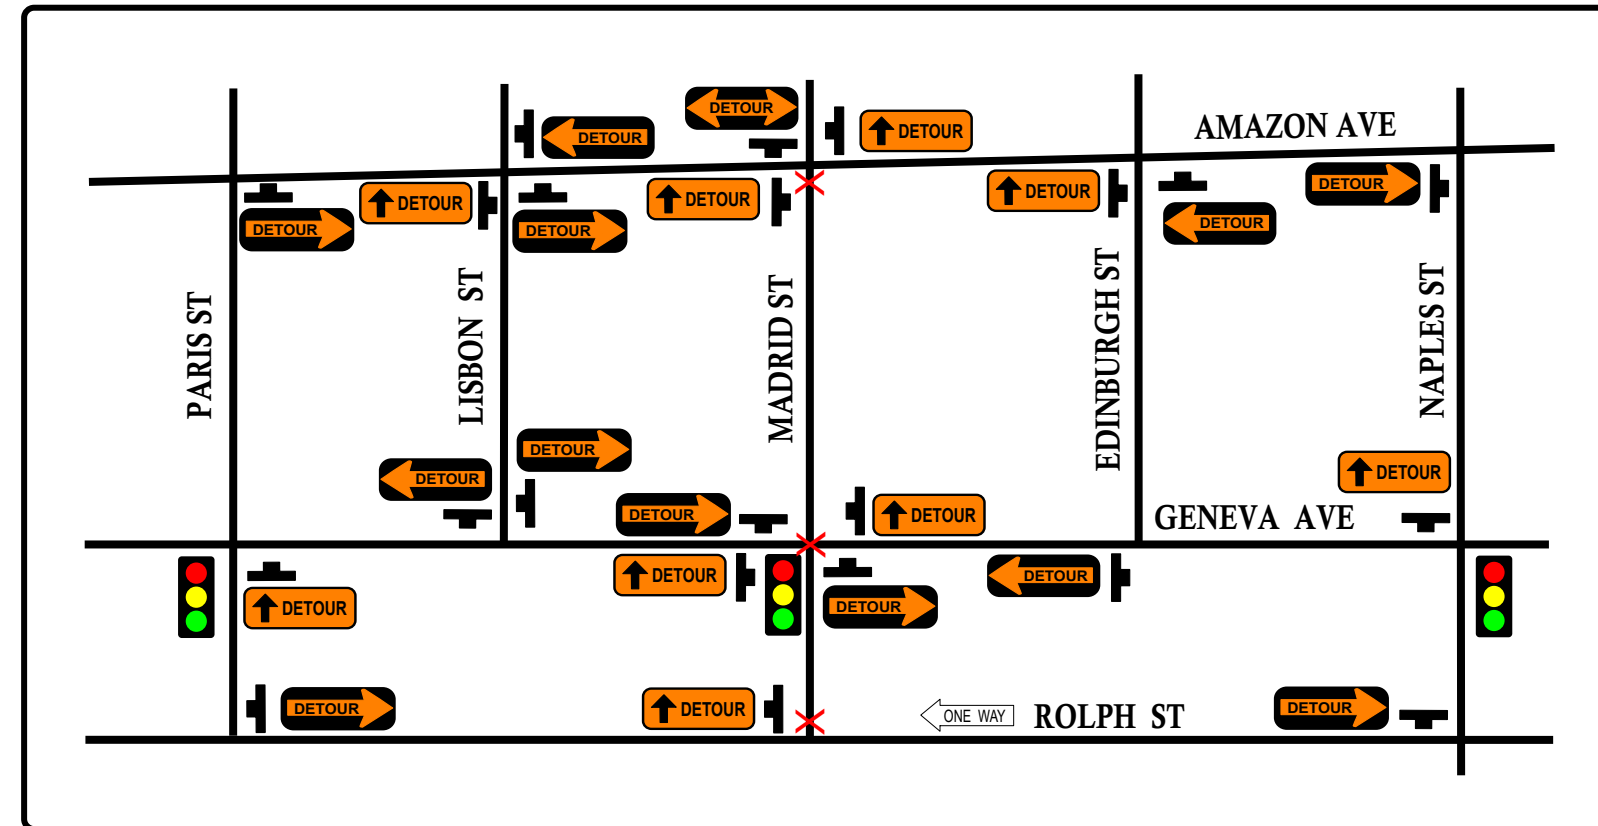 DETOUR
AMAZON AVE
DETOUR
DETOUR
DETOUR
DETOUR
DETOUR
DETOUR
DETOUR
DETOUR
DETOUR
DETOUR
PARIS ST
LISBON ST
MADRID ST
EDINBURGH ST
NAPLES ST
DETOUR
DETOUR
DETOUR
DETOUR
DETOUR
GENEVA AVE
DETOUR
DETOUR
DETOUR
DETOUR
DETOUR
DETOUR
ONE WAY
ROLPH ST
DETOUR